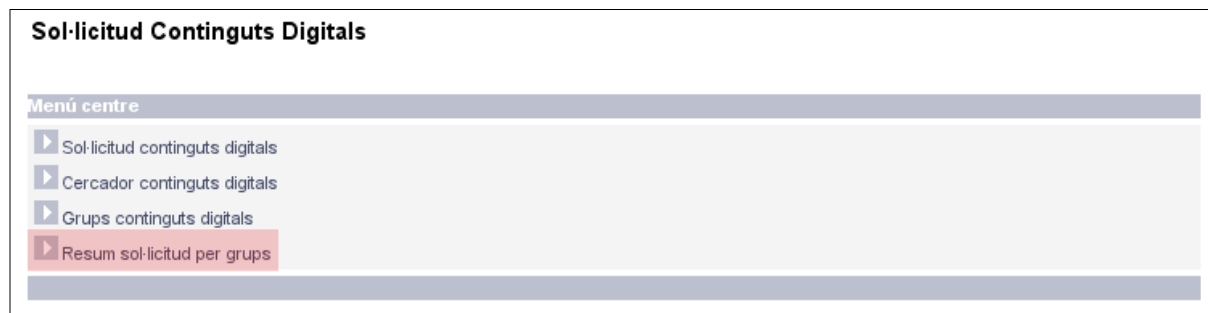 Sol·licitud Continguts Digitals
Menú centre
Sol·licitud continguts digitals
Cercador continguts digitals
Grups continguts digitals
Resum sol·licitud per grups